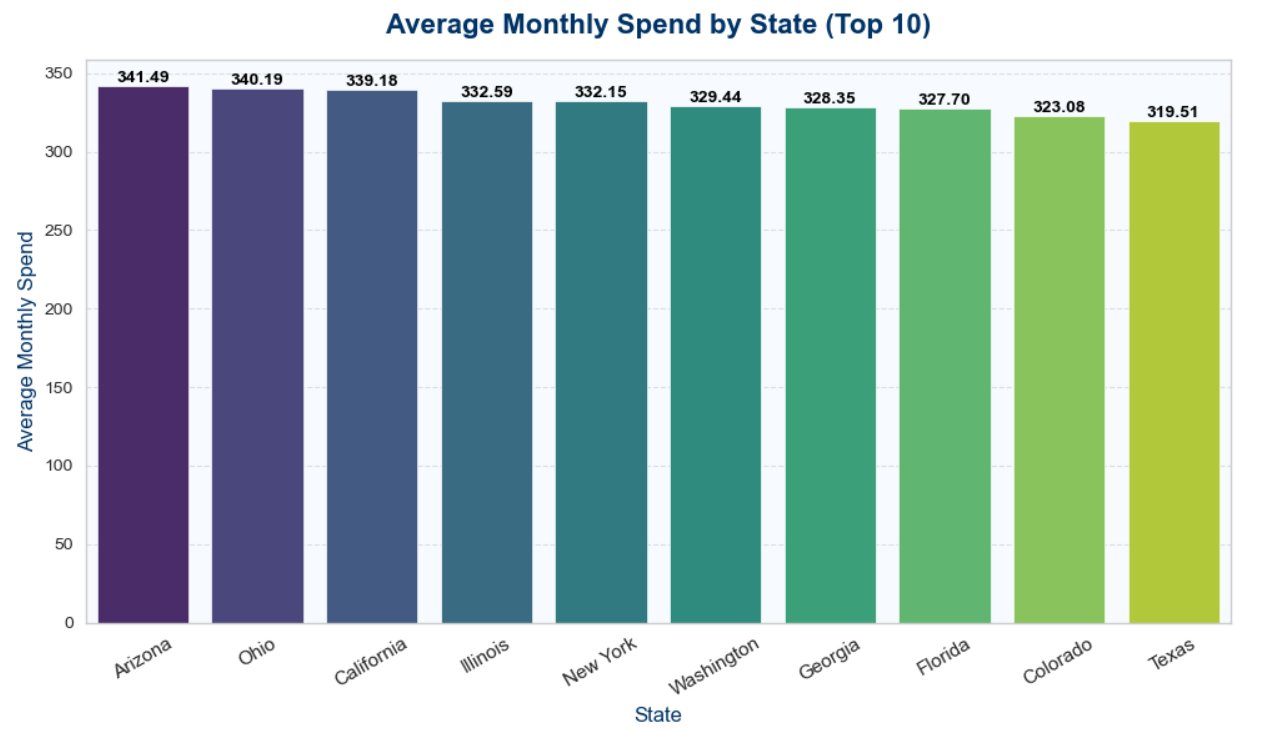 Average Monthly Spend by State (Top 10)
350
300
250
200
150
100
50
0
Average Monthly Spend
341.49 340.19 339.18 332.59 332.15 329.44 328.35 327.70 323.08 319.51
Arizona Ohio California Illinois New York Washington Georgia Florida Colorado Texas
State